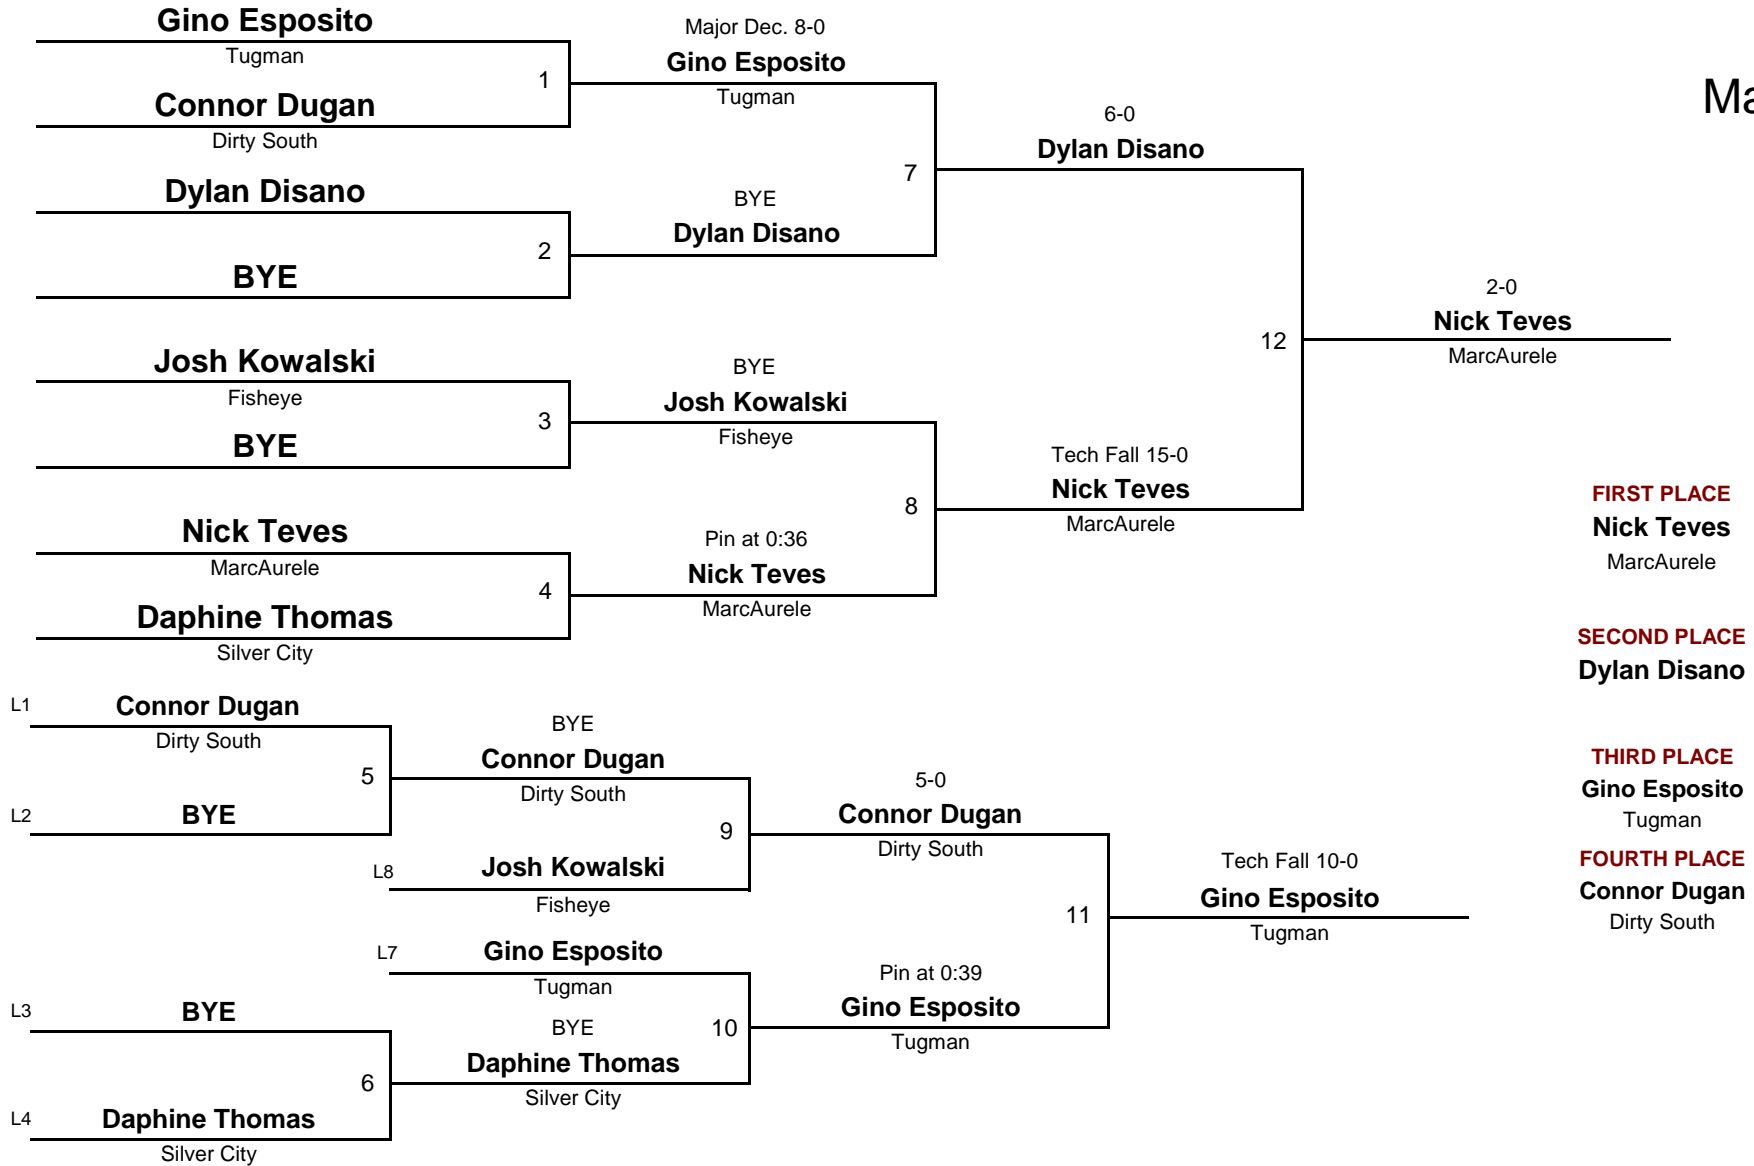 Gino Esposito
Tugman
1
Connor Dugan
Dirty South
Dylan Disano
2
BYE
Josh Kowalski
Fisheye
3
BYE
Nick Teves
MarcAurele
4
Daphine Thomas
Silver City
Major Dec. 8-0
Gino Esposito
Tugman
7
BYE
Dylan Disano
BYE
Josh Kowalski
Fisheye
8
Pin at 0:36
Nick Teves
MarcAurele
6-0
Dylan Disano
12
Tech Fall 15-0
Nick Teves
MarcAurele
2-0
Nick Teves
MarcAurele
Ma
FIRST PLACE
Nick Teves
MarcAurele
SECOND PLACE
Dylan Disano
THIRD PLACE
Gino Esposito
Tugman
FOURTH PLACE
Connor Dugan
Dirty South
L1 Connor Dugan
Dirty South
5
L2 BYE
L3 BYE
6
L4 Daphine Thomas
Silver City
BYE
Connor Dugan
Dirty South
9
L8 Josh Kowalski
Fisheye
L7 Gino Esposito
Tugman
BYE 10
Daphine Thomas
Silver City
5-0
Connor Dugan
Dirty South
11
Pin at 0:39
Gino Esposito
Tugman
Tech Fall 10-0
Gino Esposito
Tugman